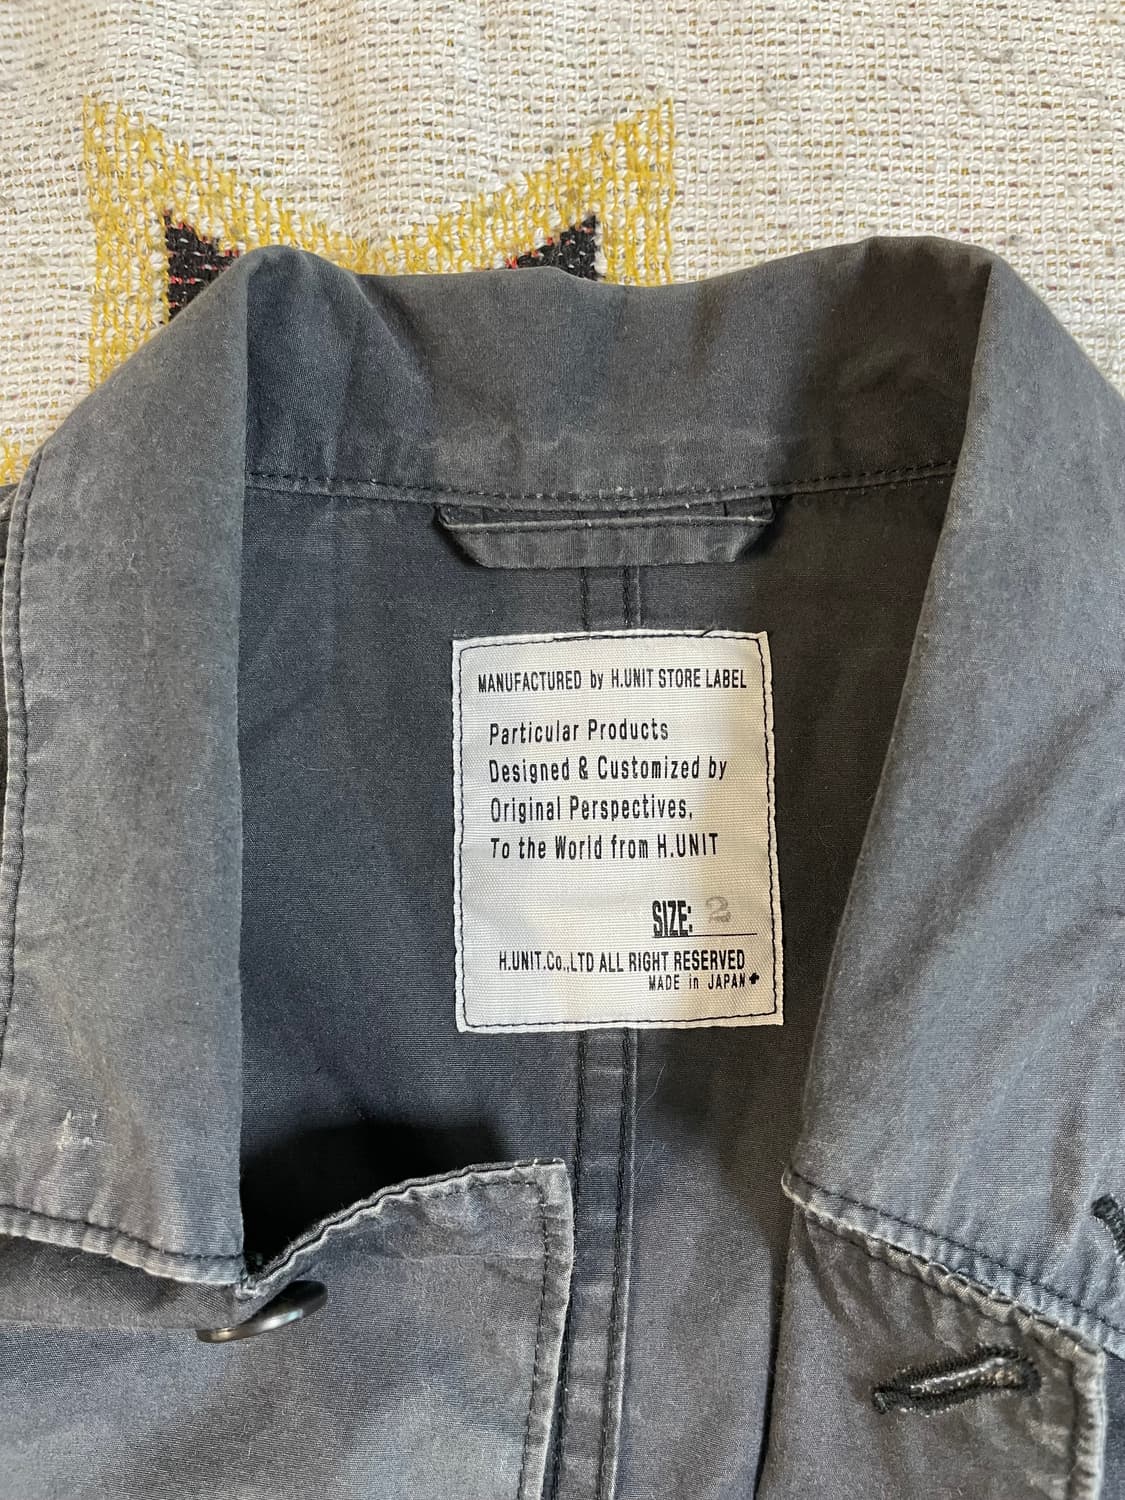 MANUFACTURED by H.UNIT STORE LABEL
Particular Products
Designed & Customized by
Original Perspectives,
To the World from H.UNIT
SIZE: 2
H.UNIT.Co.,LTD ALL RIGHT RESERVED
MADE in JAPAN